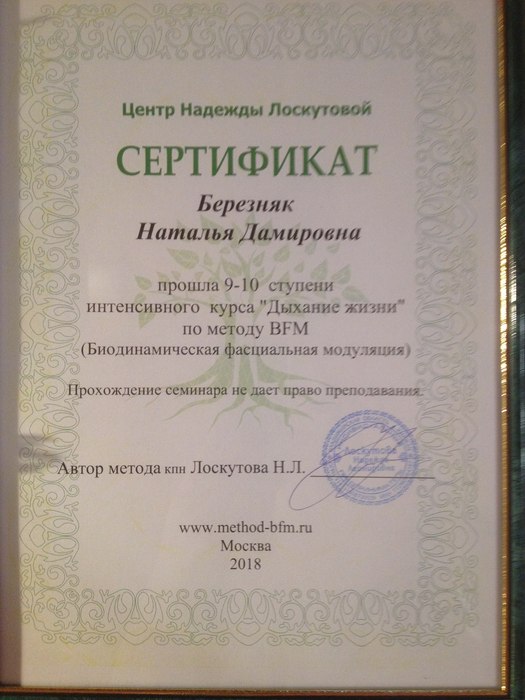 Центр Надежды Лоскутовой
СЕРТИФИКАТ
Березняк
Наталья Дамировна
прошла 9-10 ступени
интенсивного курса "Дыхание жизни"
по методу BFM
(Биодинамическая фасциальная модуляция)
Прохождение семинара не дает право преподавания.
Автор метода кпн Лоскутова Н.Л.
Лоскутова
www.method-bfm.ru
Москва
2018